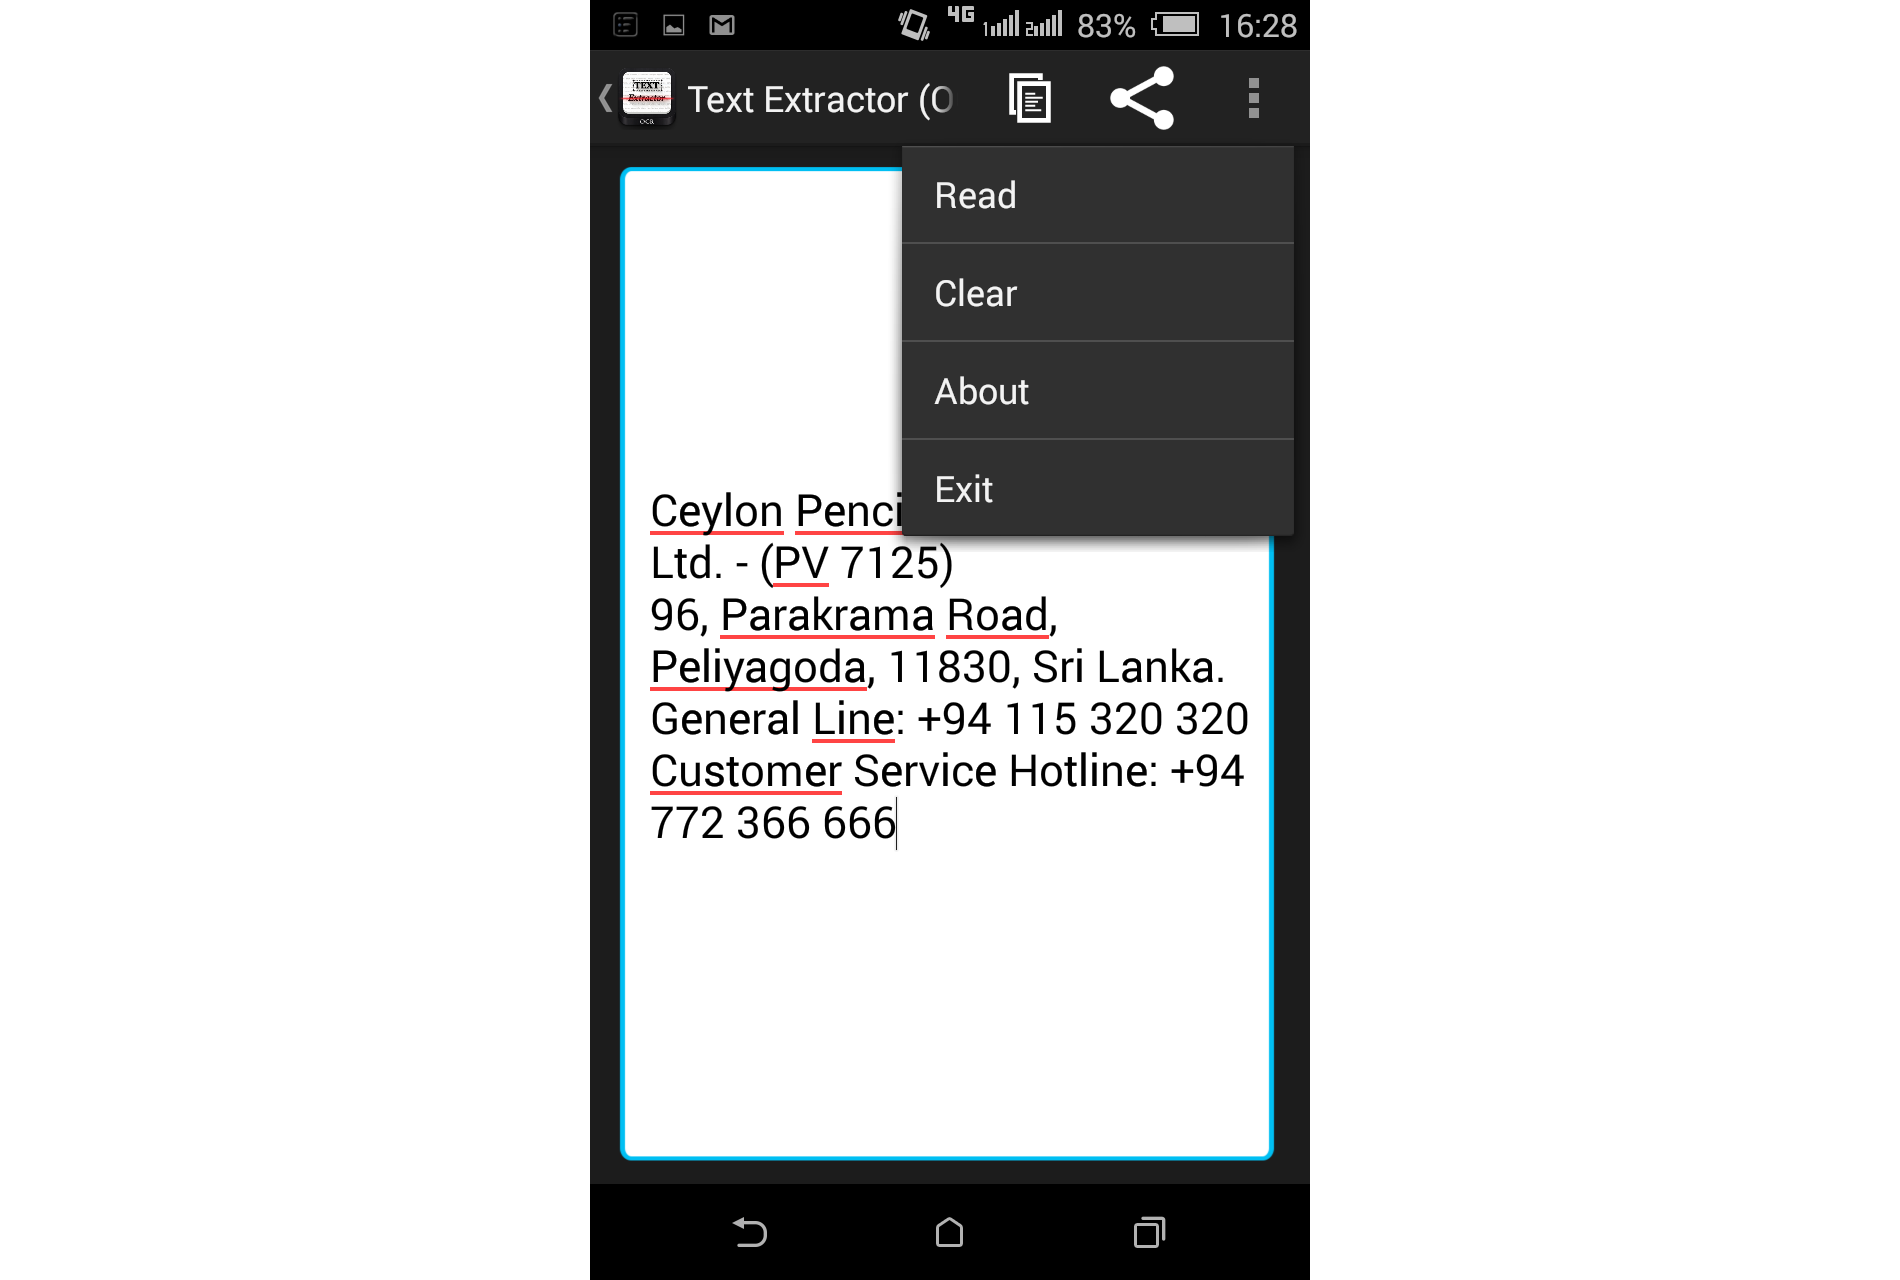 4G 1 2 83% 16:28
TEXT
Extractor
OCR
Text Extractor (O
Read
Clear
About
Exit
Ceylon Penci
Ltd. - (PV 7125)
96, Parakrama Road,
Peliyagoda, 11830, Sri Lanka.
General Line: +94 115 320 320
Customer Service Hotline: +94
772 366 666